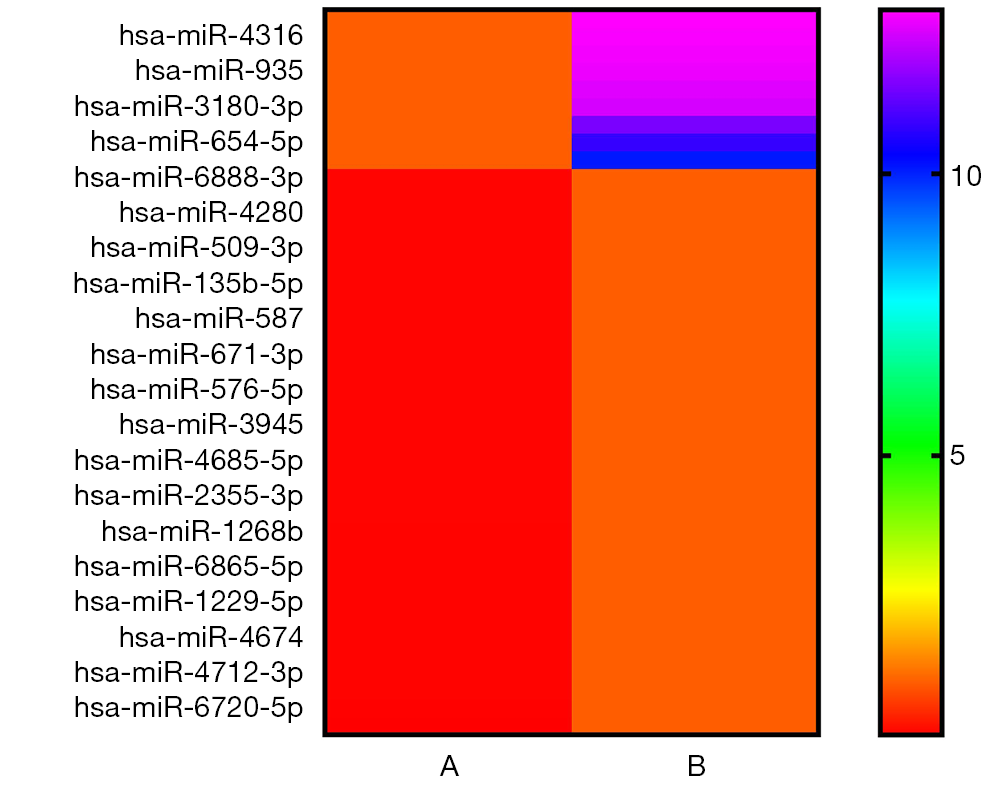 hsa-miR-4316
hsa-miR-935
hsa-miR-3180-3p
hsa-miR-654-5p
hsa-miR-6888-3p
hsa-miR-4280
hsa-miR-509-3p
hsa-miR-135b-5p
hsa-miR-587
hsa-miR-671-3p
hsa-miR-576-5p
hsa-miR-3945
hsa-miR-4685-5p
hsa-miR-2355-3p
hsa-miR-1268b
hsa-miR-6865-5p
hsa-miR-1229-5p
hsa-miR-4674
hsa-miR-4712-3p
hsa-miR-6720-5p
A B
10
5